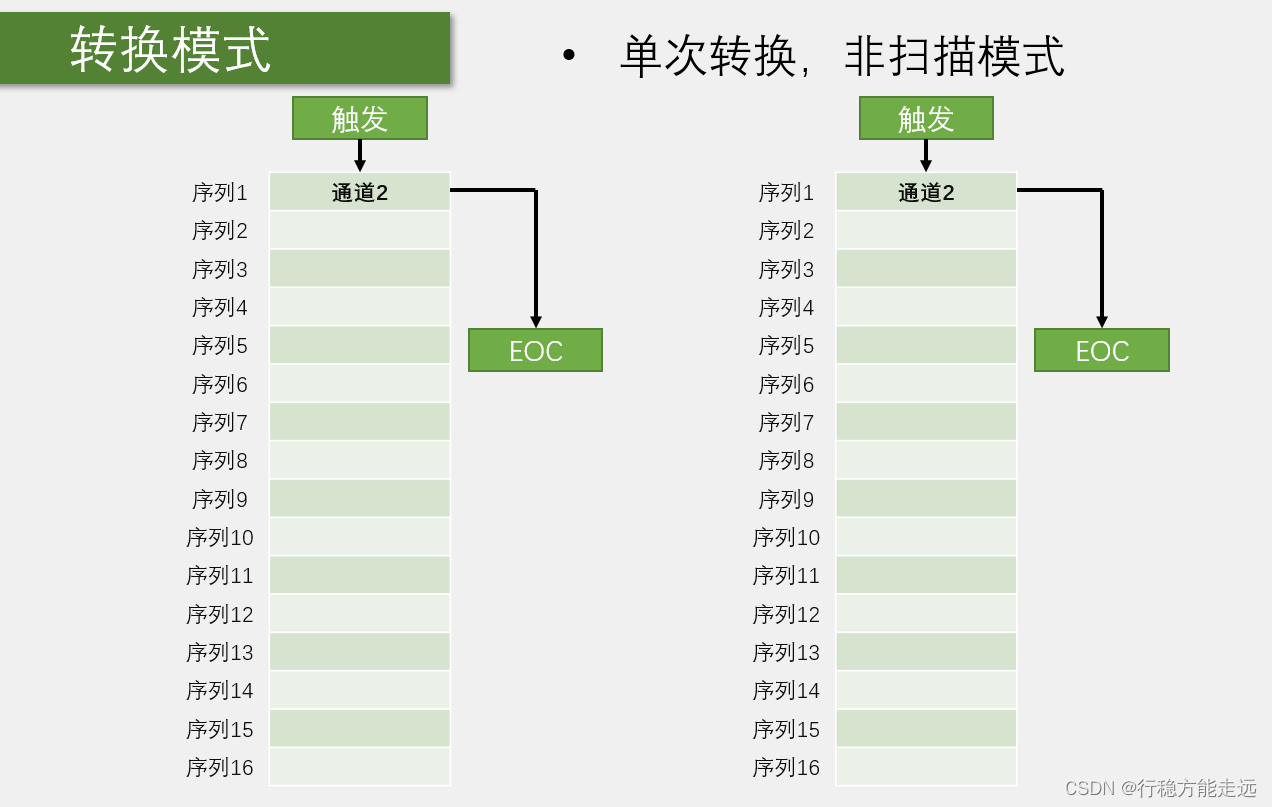 转换模式
• 单次转换，非扫描模式
触发
触发
序列1 通道2
序列2
序列3
序列4
序列5
序列6
序列7
序列8
序列9
序列10
序列11
序列12
序列13
序列14
序列15
序列16
EOC
序列1 通道2
序列2
序列3
序列4
序列5
序列6
序列7
序列8
序列9
序列10
序列11
序列12
序列13
序列14
序列15
序列16
EOC
CSDN @行稳方能走远